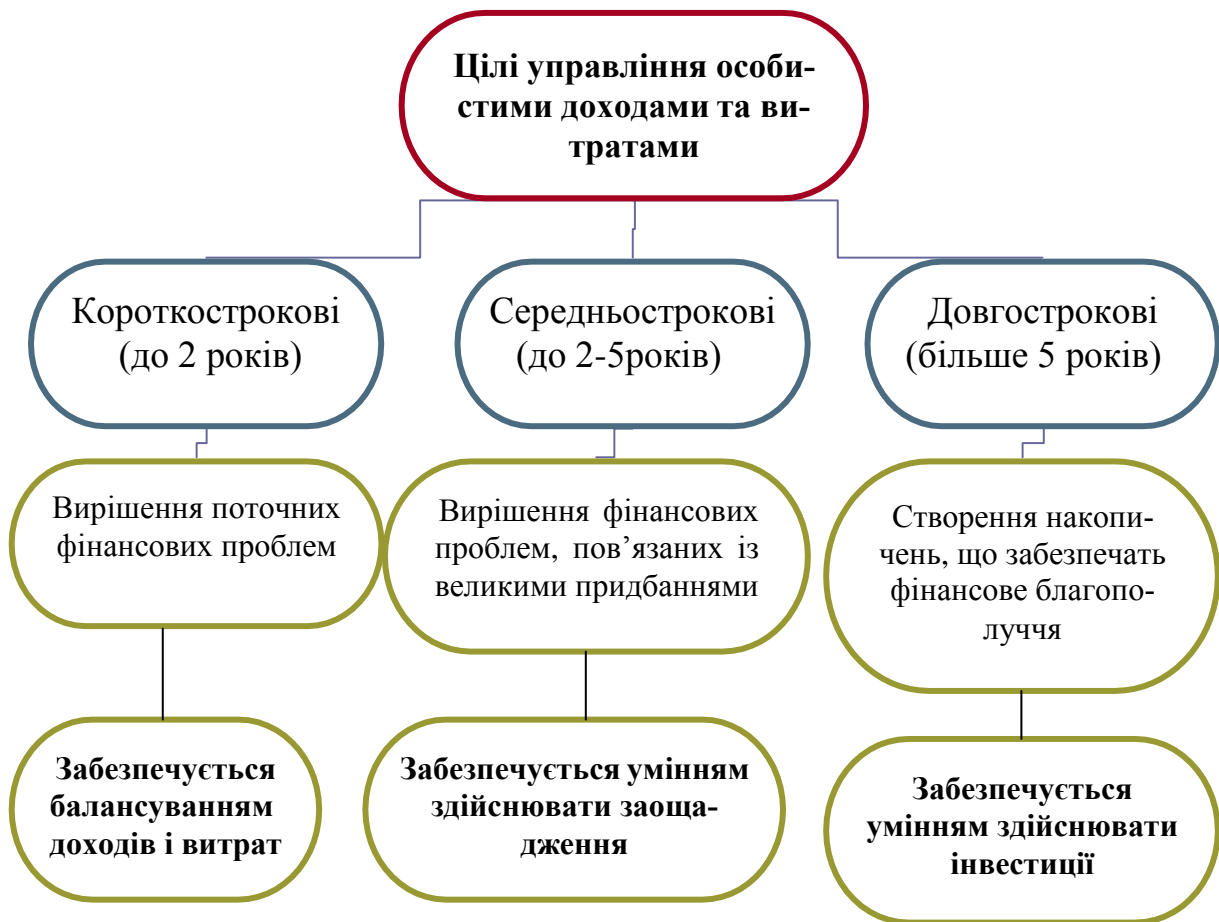 Цілі управління особи-
стими доходами та ви-
тратами
Короткострокові
(до 2 років)
Середньострокові
(до 2-5років)
Довгострокові
(більше 5 років)
Вирішення поточних
фінансових проблем
Вирішення фінансових
проблем, пов’язаних із
великими придбаннями
Створення накопи-
чень, що забезпечать
фінансове благопо-
луччя
Забезпечується
балансуванням
доходів і витрат
Забезпечується умінням
здійснювати заоща-
дження
Забезпечується
умінням здійснювати
інвестиції